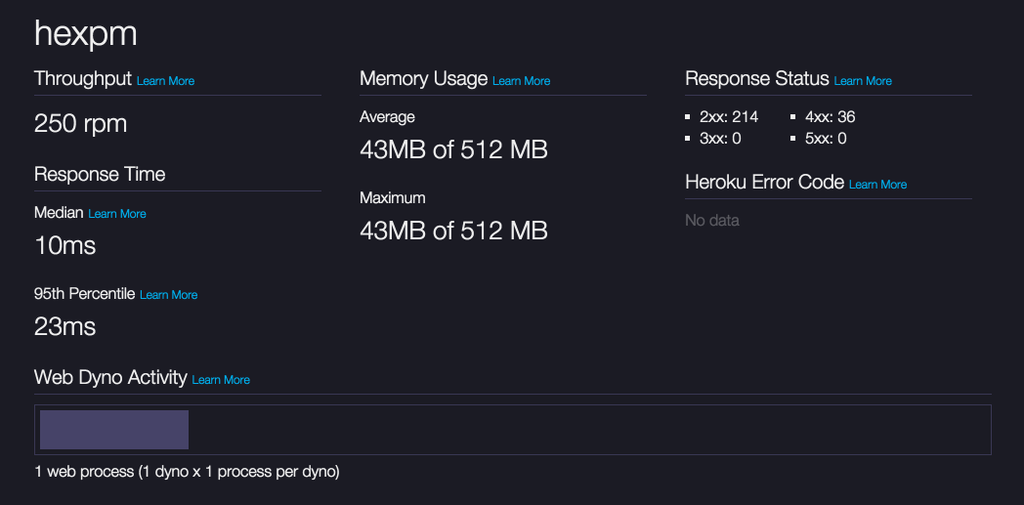 hexpm
Throughput Learn More
250 rpm
Response Time
Median Learn More
10ms
95th Percentile Learn More
23ms
Memory Usage Learn More
Average
43MB of 512 MB
Maximum
43MB of 512 MB
Response Status Learn More
2xx: 214
4xx: 36
3xx: 0
5xx: 0
Heroku Error Code Learn More
No data
Web Dyno Activity Learn More
1 web process (1 dyno x 1 process per dyno)